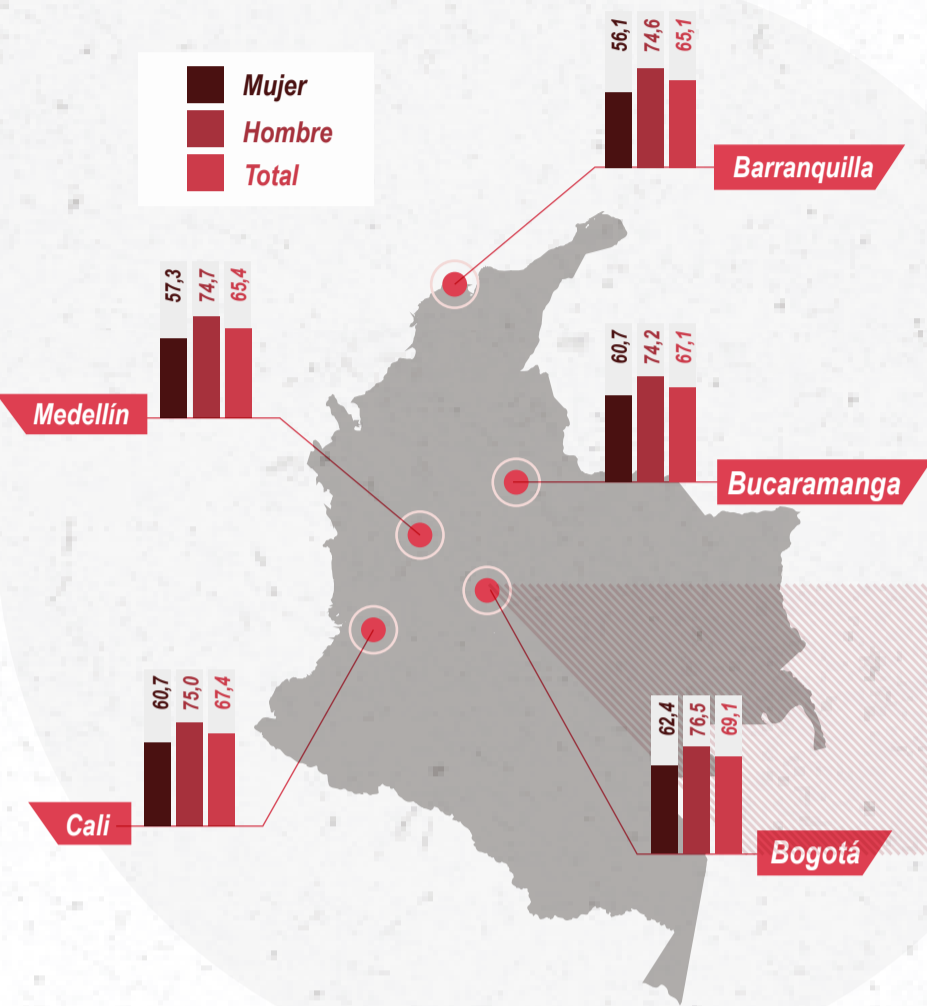 Mujer
Hombre
Total
56,1
74,6
65,1
Barranquilla
57,3
74,7
65,4
Medellín
60,7
74,2
67,1
Bucaramanga
60,7
75,0
67,4
Cali
62,4
76,5
69,1
Bogotá